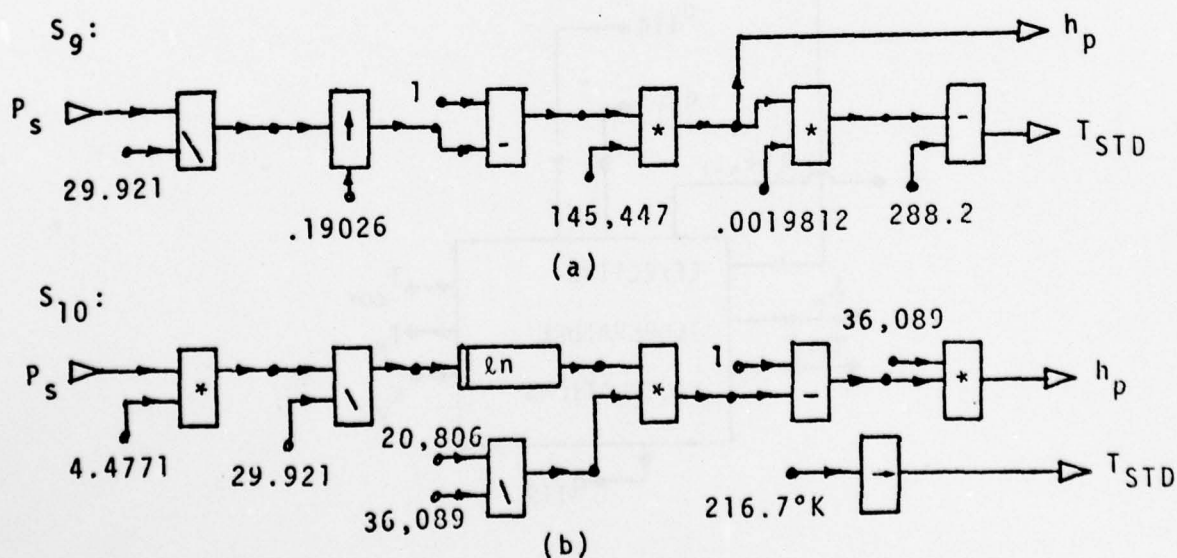 S9:
hp
Ps
1
\
↑
-
*
*
-
TSTD
29.921
.19026
145,447
.0019812
288.2
(a)
S10:
36,089
Ps
*
\
ln
*
1
-
*
hp
4.4771
29.921
20,806
\
36,089
216.7°K
→
TSTD
(b)